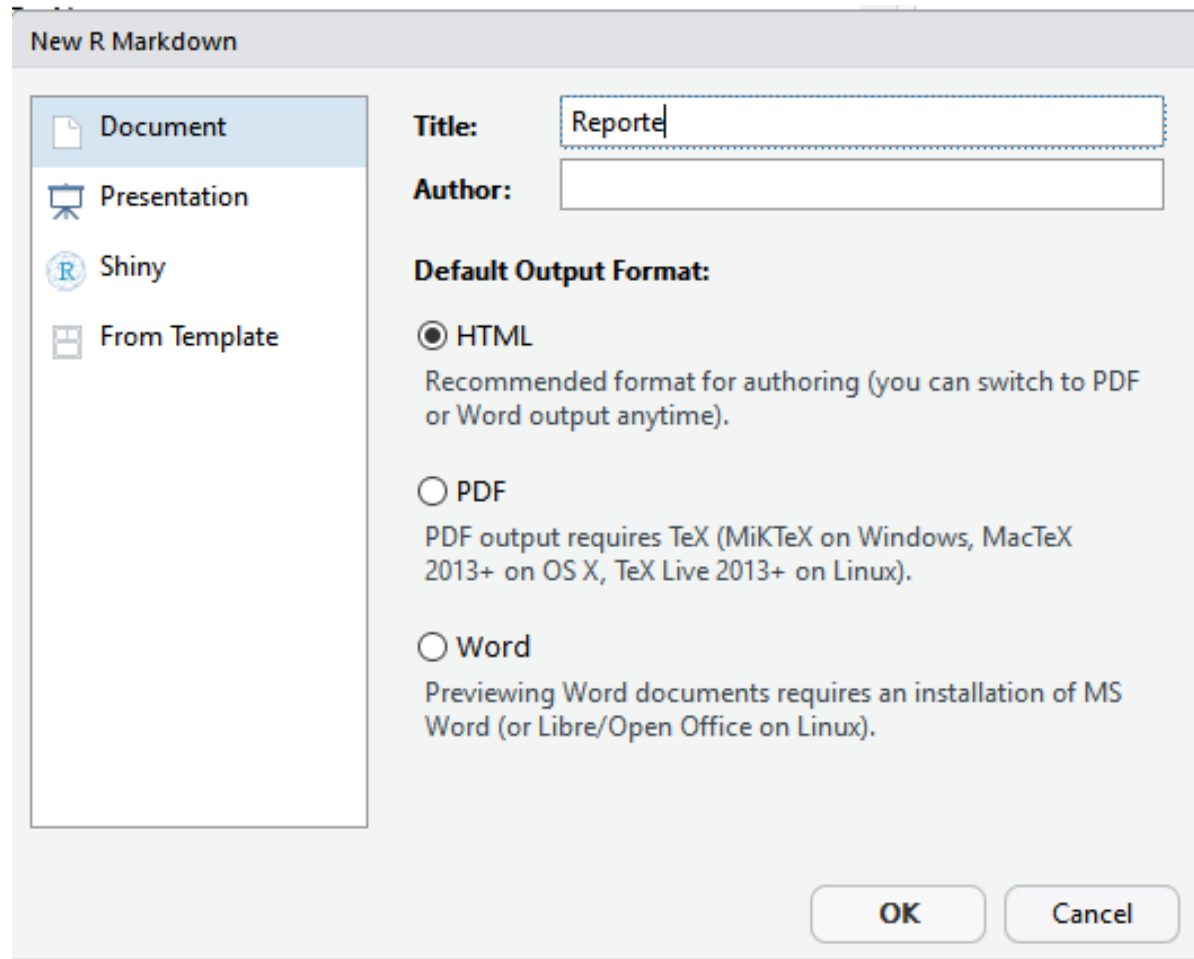 New R Markdown
Document
Presentation
R Shiny
From Template
Title: Reporte
Author:
Default Output Format:
HTML
Recommended format for authoring (you can switch to PDF
or Word output anytime).
PDF
PDF output requires TeX (MiKTeX on Windows, MacTeX
2013+ on OS X, TeX Live 2013+ on Linux).
Word
Previewing Word documents requires an installation of MS
Word (or Libre/Open Office on Linux).
OK Cancel